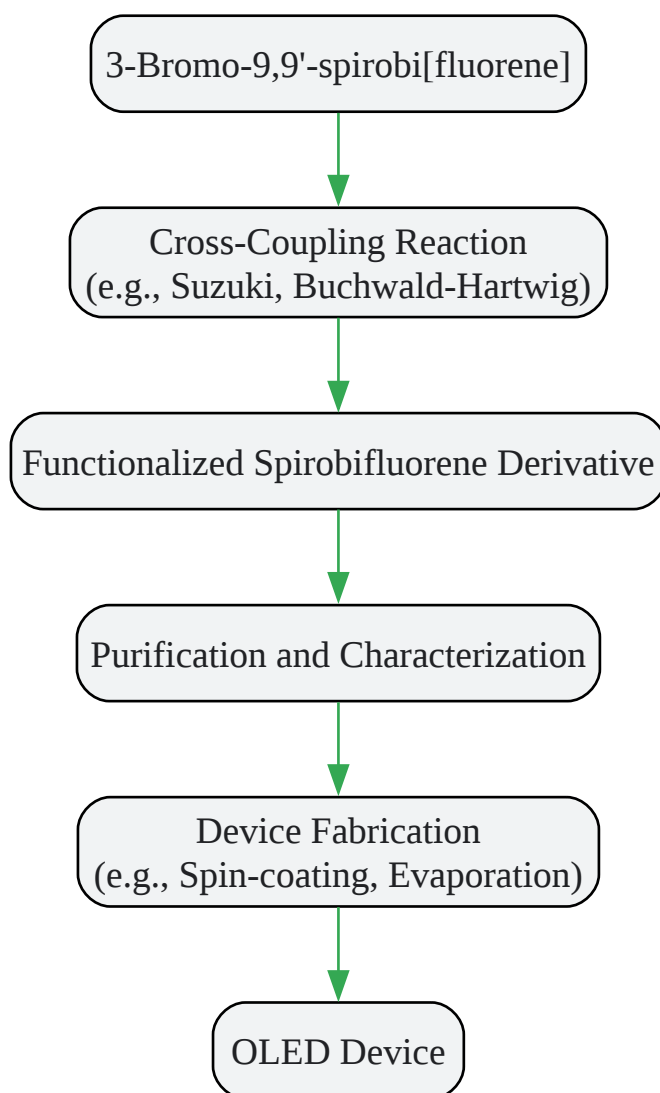 3-Bromo-9,9'-spirobi[fluorene]
Cross-Coupling Reaction
(e.g., Suzuki, Buchwald-Hartwig)
Functionalized Spirobifluorene Derivative
Purification and Characterization
Device Fabrication
(e.g., Spin-coating, Evaporation)
OLED Device